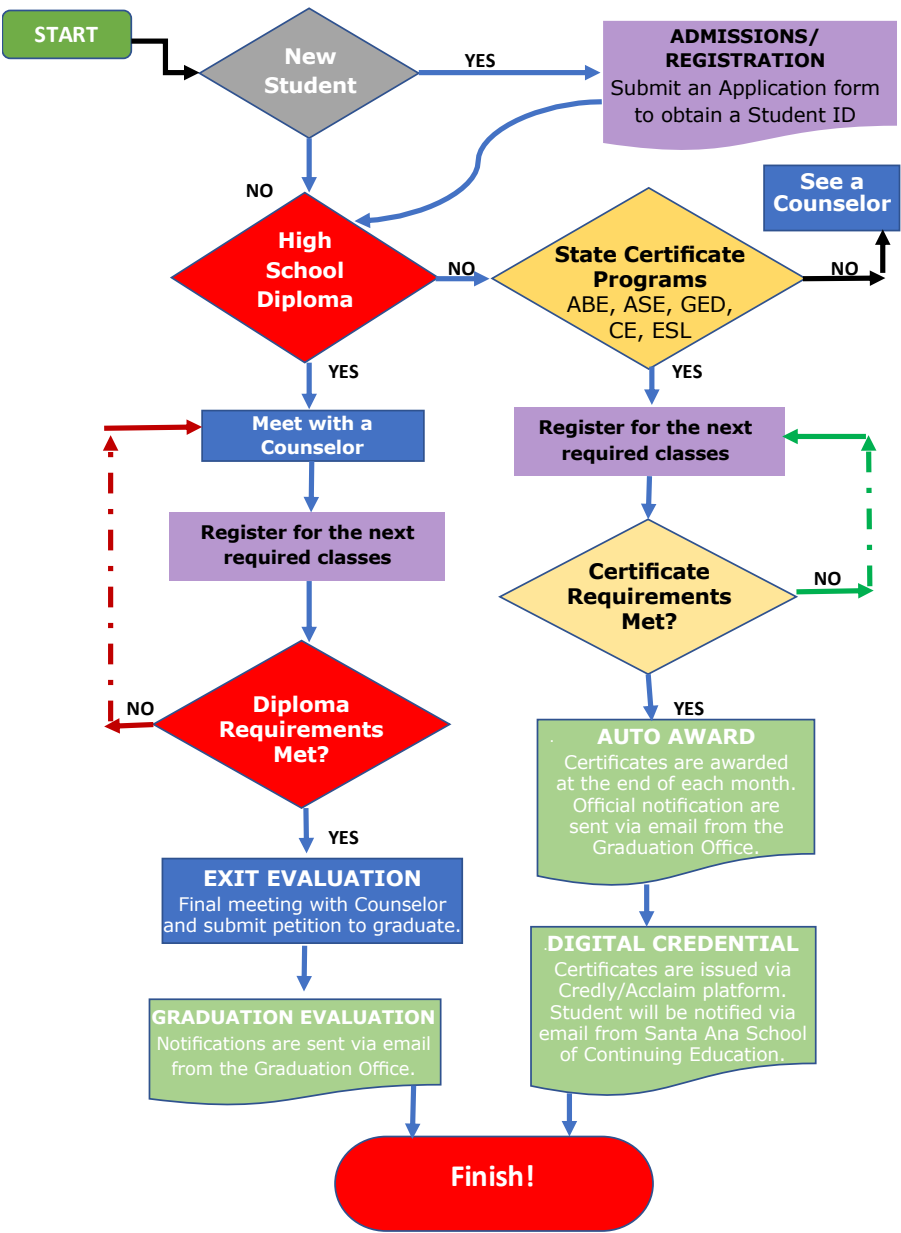 START
New
Student
YES
ADMISSIONS/
REGISTRATION
Submit an Application form
to obtain a Student ID
NO
See a
Counselor
High
School
Diploma
NO
State Certificate
Programs
ABE, ASE, GED,
CE, ESL
NO
YES
YES
Meet with a
Counselor
Register for the next
required classes
Register for the next
required classes
Certificate
Requirements
Met?
NO
Diploma
Requirements
Met?
NO
YES
YES
AUTO AWARD
Certificates are awarded
at the end of each month.
Official notification are
sent via email from the
Graduation Office.
EXIT EVALUATION
Final meeting with Counselor
and submit petition to graduate.
.DIGITAL CREDENTIAL
Certificates are issued via
Credly/Acclaim platform.
Student will be notified via
email from Santa Ana School
of Continuing Education.
GRADUATION EVALUATION
Notifications are sent via email
from the Graduation Office.
Finish!